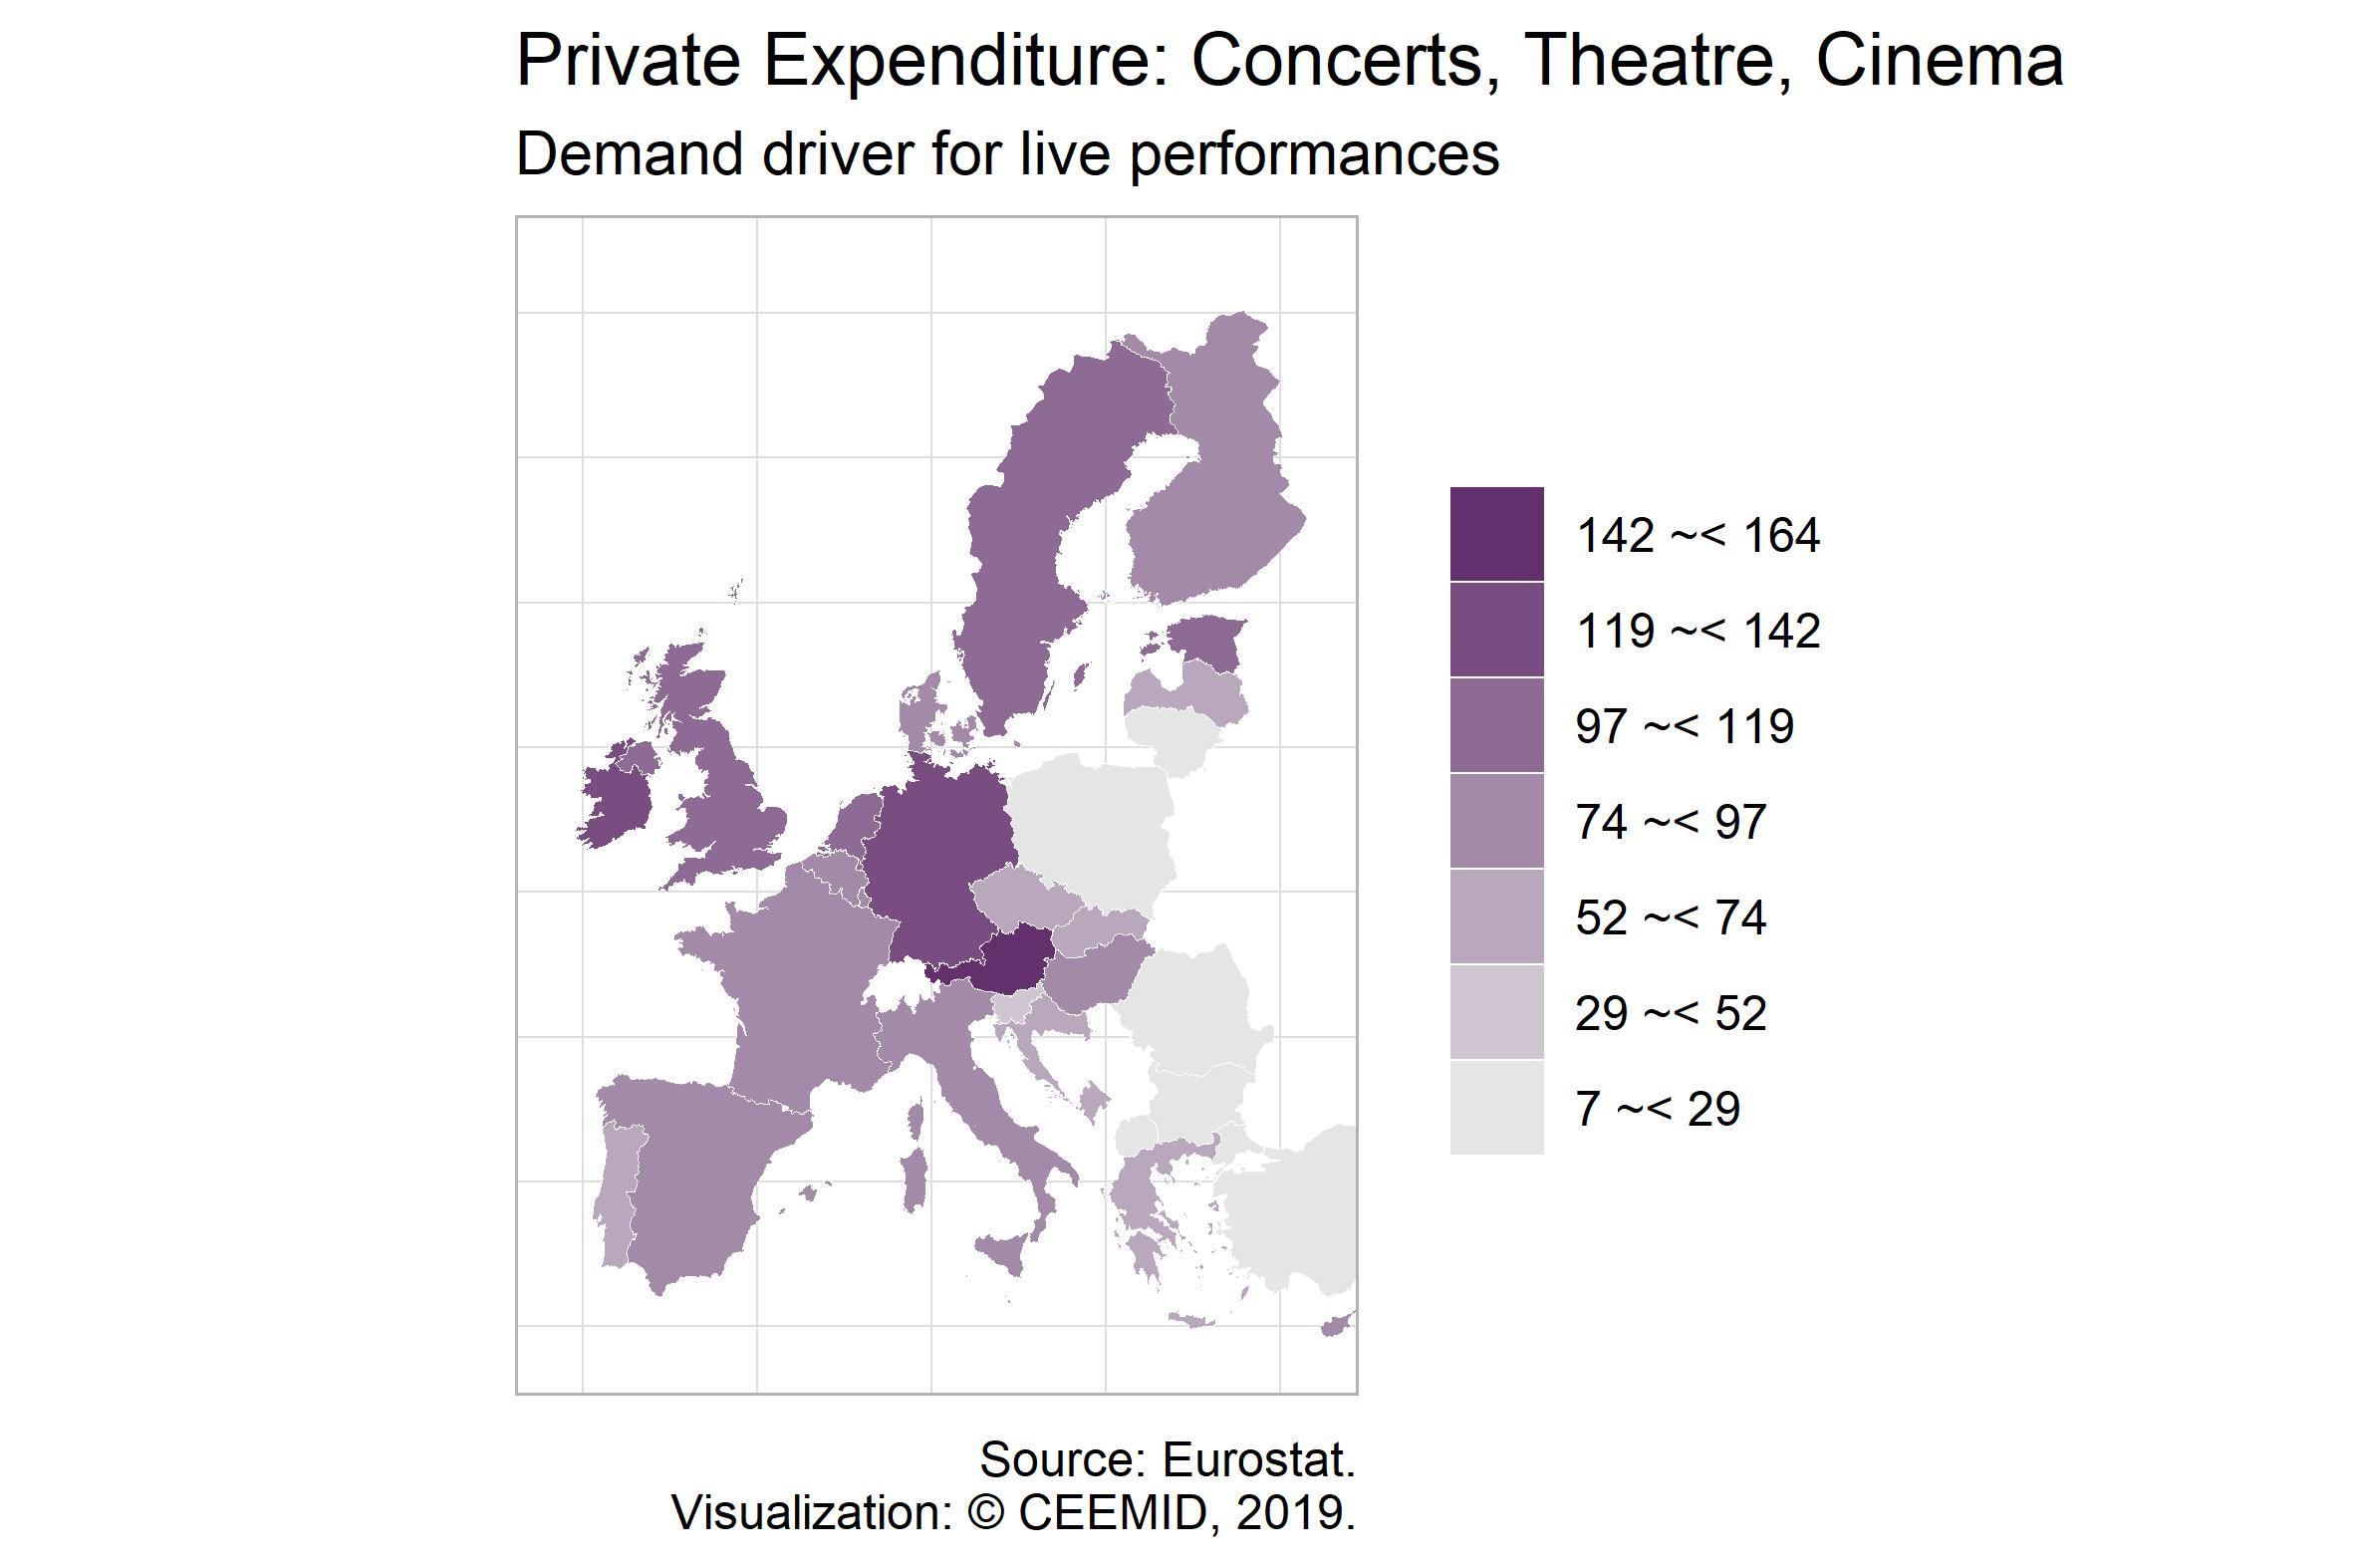 Private Expenditure: Concerts, Theatre, Cinema
Demand driver for live performances
142 ~< 164
119 ~< 142
97 ~< 119
74 ~< 97
52 ~< 74
29 ~< 52
7 ~< 29
Source: Eurostat.
Visualization: © CEEMID, 2019.